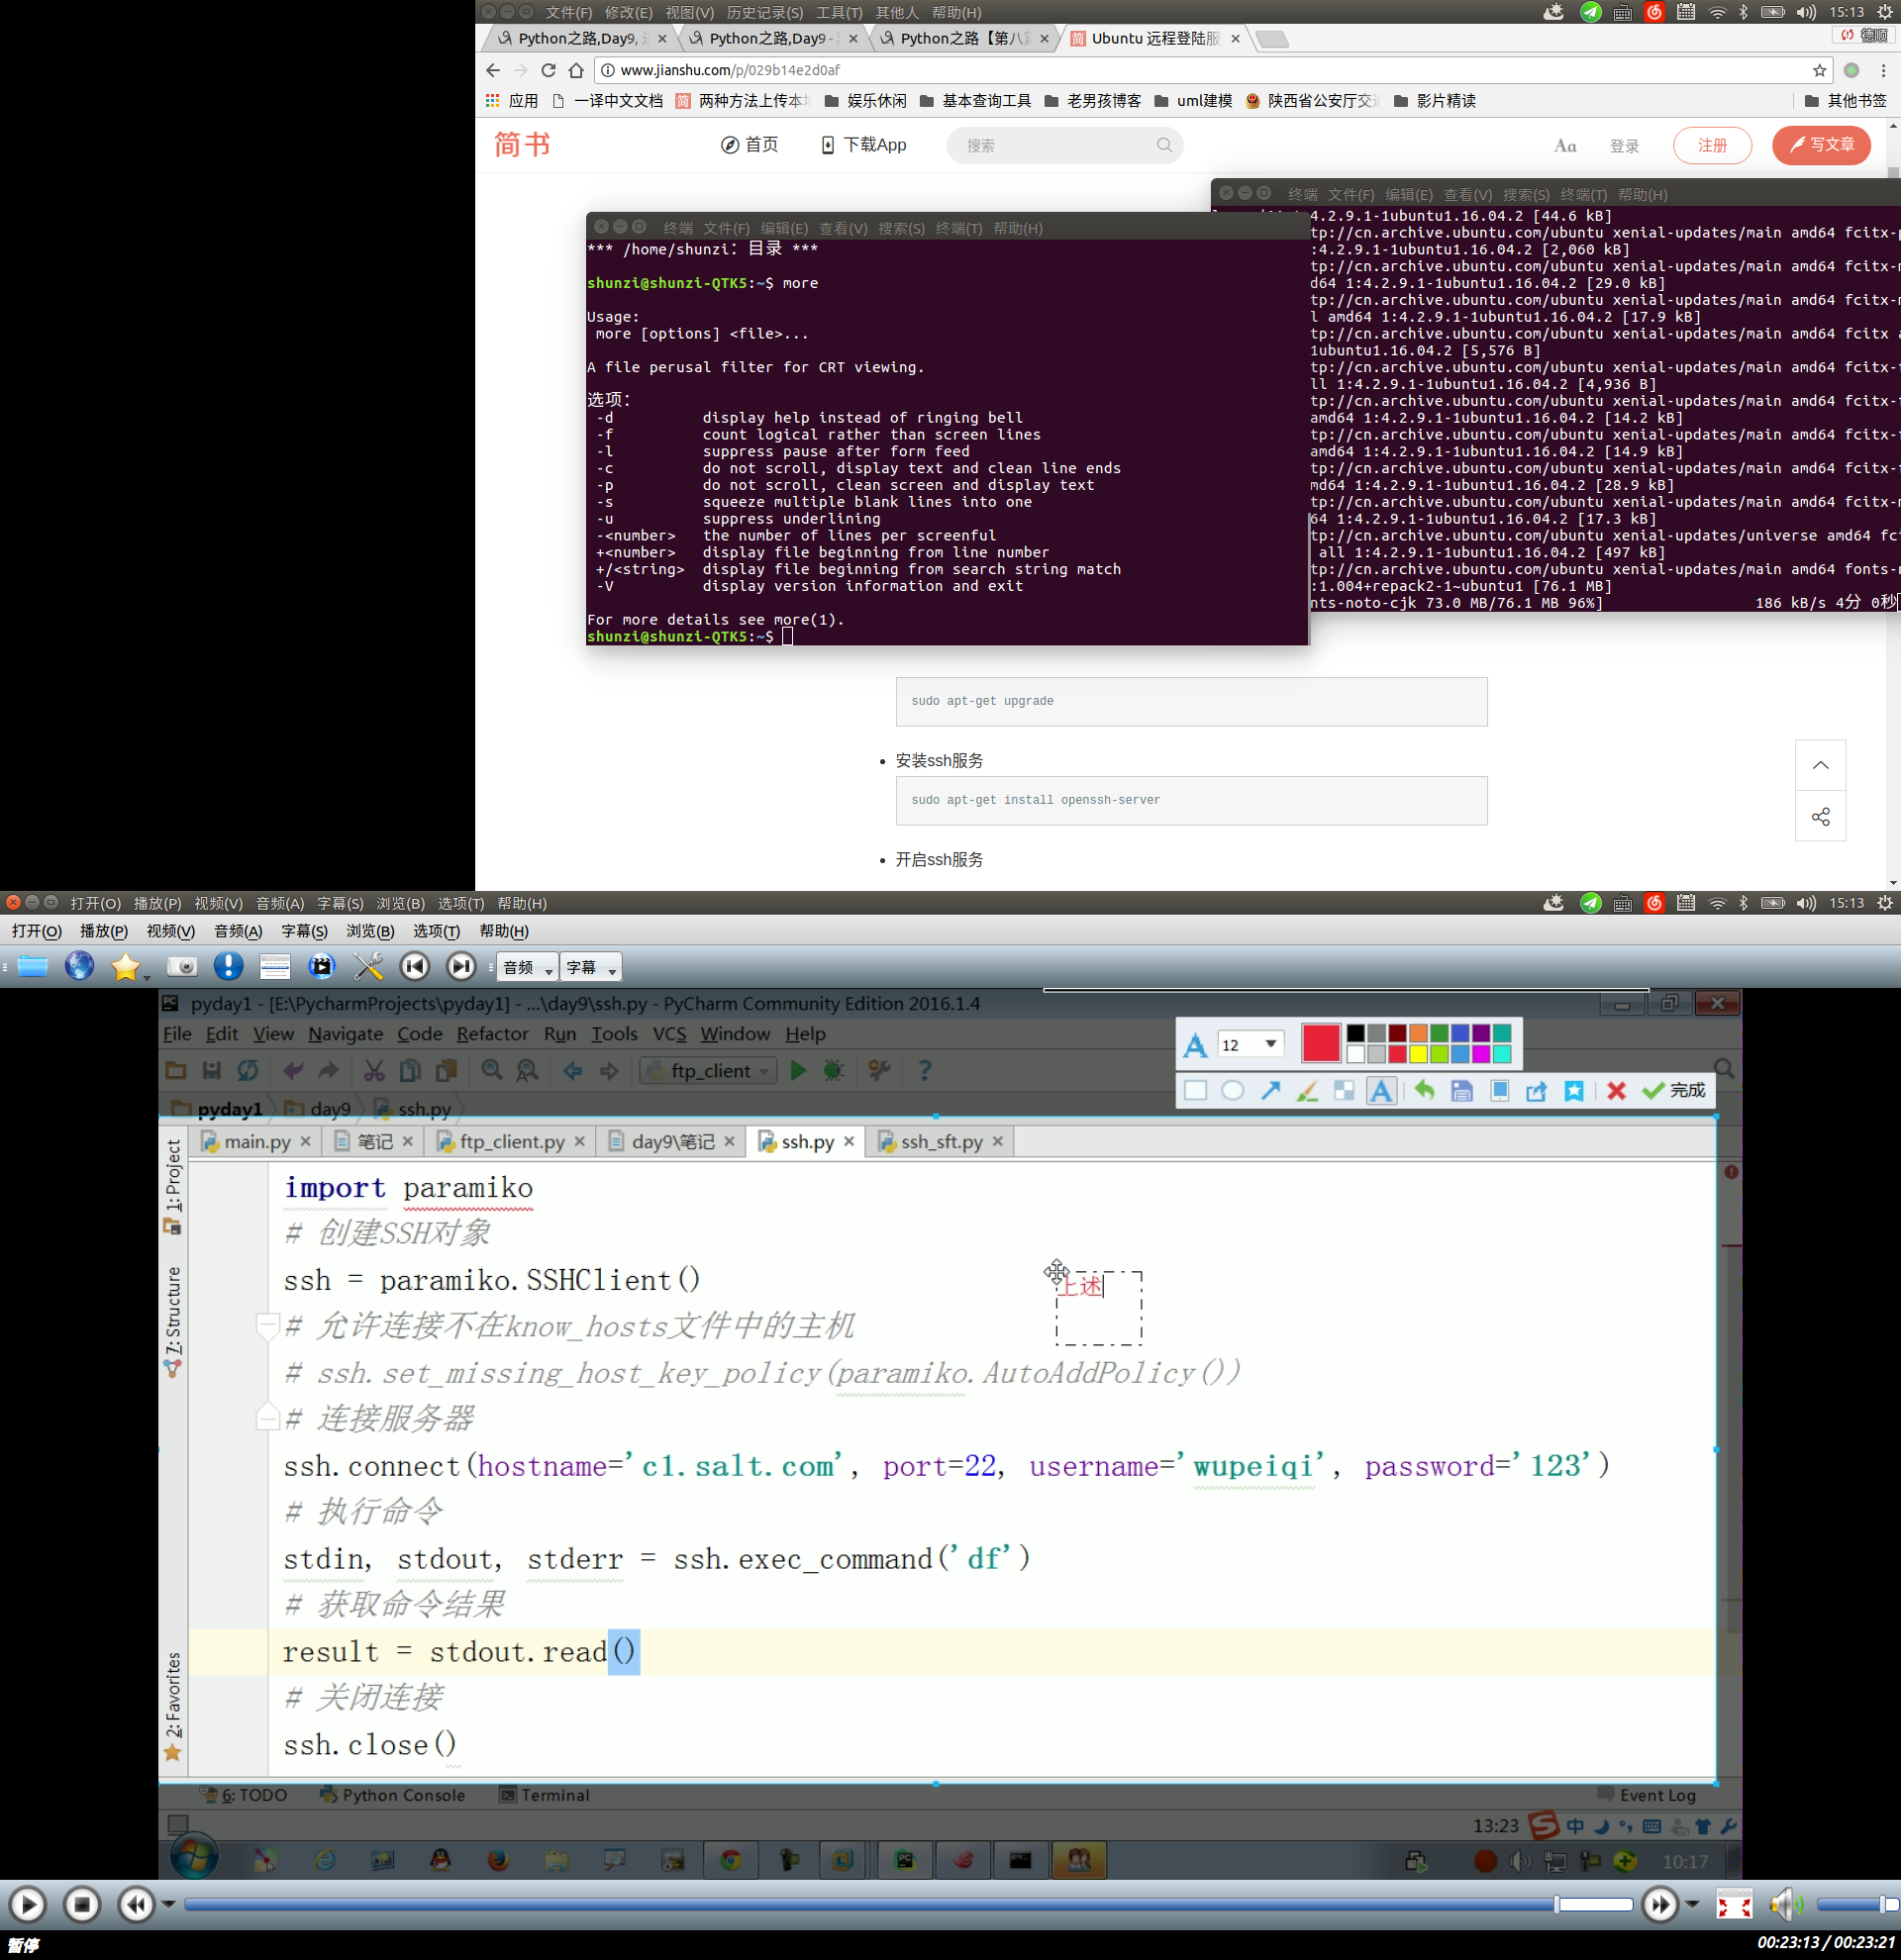 文件(F) 修改(E) 视图(V) 历史记录(S) 工具(T) 其他人 帮助(H)
15:13
Python之路,Day9,
Python之路,Day9 -
Python之路【第八
Ubuntu 远程登陆服
德顺
www.jianshu.com/p/029b14e2d0af
应用 一译中文文档 两种方法上传本 娱乐休闲 基本查询工具 老男孩博客 uml建模 陕西省公安厅交 影片精读 其他书签
简书
首页
下载App
搜索
Aa
登录
注册
写文章
终端 文件(F) 编辑(E) 查看(V) 搜索(S) 终端(T) 帮助(H)
4.2.9.1-1ubuntu1.16.04.2 [44.6 kB]
tp://cn.archive.ubuntu.com/ubuntu xenial-updates/main amd64 fcitx-p
:4.2.9.1-1ubuntu1.16.04.2 [2,060 kB]
tp://cn.archive.ubuntu.com/ubuntu xenial-updates/main amd64 fcitx-m
d64 1:4.2.9.1-1ubuntu1.16.04.2 [29.0 kB]
tp://cn.archive.ubuntu.com/ubuntu xenial-updates/main amd64 fcitx-m
l amd64 1:4.2.9.1-1ubuntu1.16.04.2 [17.9 kB]
tp://cn.archive.ubuntu.com/ubuntu xenial-updates/main amd64 fcitx a
1ubuntu1.16.04.2 [5,576 B]
tp://cn.archive.ubuntu.com/ubuntu xenial-updates/main amd64 fcitx-
ll 1:4.2.9.1-1ubuntu1.16.04.2 [4,936 B]
tp://cn.archive.ubuntu.com/ubuntu xenial-updates/main amd64 fcitx-
amd64 1:4.2.9.1-1ubuntu1.16.04.2 [14.2 kB]
tp://cn.archive.ubuntu.com/ubuntu xenial-updates/main amd64 fcitx-
amd64 1:4.2.9.1-1ubuntu1.16.04.2 [14.9 kB]
tp://cn.archive.ubuntu.com/ubuntu xenial-updates/main amd64 fcitx-
md64 1:4.2.9.1-1ubuntu1.16.04.2 [28.9 kB]
tp://cn.archive.ubuntu.com/ubuntu xenial-updates/main amd64 fcitx-m
64 1:4.2.9.1-1ubuntu1.16.04.2 [17.3 kB]
tp://cn.archive.ubuntu.com/ubuntu xenial-updates/universe amd64 fc
all 1:4.2.9.1-1ubuntu1.16.04.2 [497 kB]
tp://cn.archive.ubuntu.com/ubuntu xenial-updates/main amd64 fonts-
:1.004+repack2-1~ubuntu1 [76.1 MB]
nts-noto-cjk 73.0 MB/76.1 MB 96%] 186 kB/s 4分 0秒
终端 文件(F) 编辑(E) 查看(V) 搜索(S) 终端(T) 帮助(H)
*** /home/shunzi: 目录 ***
shunzi@shunzi-QTK5:~$ more
Usage:
more [options] <file>...
A file perusal filter for CRT viewing.
选项:
-d display help instead of ringing bell
-f count logical rather than screen lines
-l suppress pause after form feed
-c do not scroll, display text and clean line ends
-p do not scroll, clean screen and display text
-s squeeze multiple blank lines into one
-u suppress underlining
-<number> the number of lines per screenful
+<number> display file beginning from line number
+/<string> display file beginning from search string match
-V display version information and exit
For more details see more(1).
shunzi@shunzi-QTK5:~$
sudo apt-get upgrade
• 安装ssh服务
sudo apt-get install openssh-server
• 开启ssh服务
打开(O) 播放(P) 视频(V) 音频(A) 字幕(S) 浏览(B) 选项(T) 帮助(H)
15:13
打开(O) 播放(P) 视频(V) 音频(A) 字幕(S) 浏览(B) 选项(T) 帮助(H)
音频 字幕
pyday1 - [E:\PycharmProjects\pyday1] - ...\day9\ssh.py - PyCharm Community Edition 2016.1.4
File Edit View Navigate Code Refactor Run Tools VCS Window Help
A 12
ftp_client
完成
pyday1 day9 ssh.py
main.py 笔记 ftp_client.py day9\笔记 ssh.py ssh_sft.py
1: Project
7: Structure
2: Favorites
import paramiko
# 创建SSH对象
ssh = paramiko.SSHClient()
上述
# 允许连接不在know_hosts文件中的主机
# ssh.set_missing_host_key_policy(paramiko.AutoAddPolicy())
# 连接服务器
ssh.connect(hostname='c1.salt.com', port=22, username='wupeiqi', password='123')
# 执行命令
stdin, stdout, stderr = ssh.exec_command('df')
# 获取命令结果
result = stdout.read()
# 关闭连接
ssh.close()
6: TODO Python Console Terminal Event Log
13:23 中
10:17
暂停
00:23:13 / 00:23:21